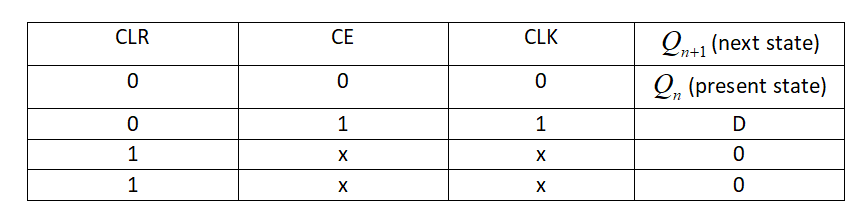 CLR CE CLK Qn+1 (next state)
0 0 0 Qn (present state)
0 1 1 D
1 x x 0
1 x x 0